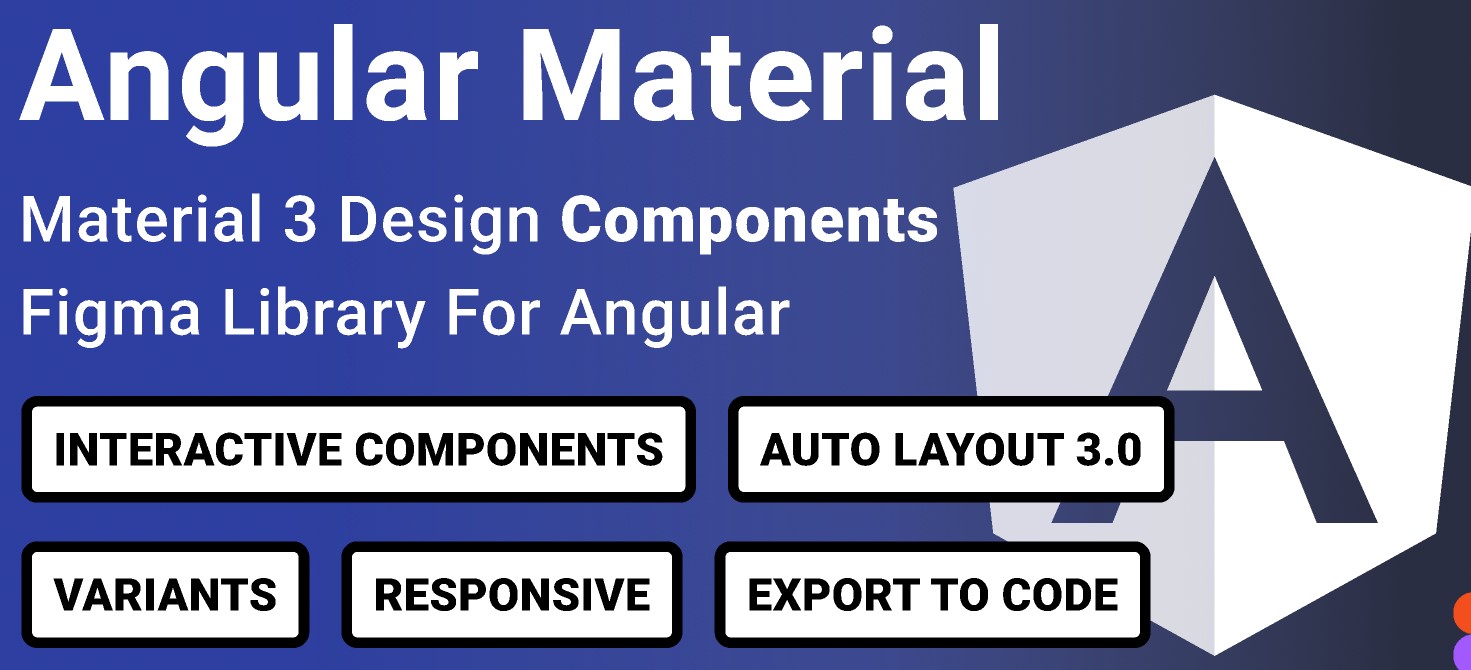 Angular Material
Material 3 Design Components
Figma Library For Angular
INTERACTIVE COMPONENTS
AUTO LAYOUT 3.0
VARIANTS
RESPONSIVE
EXPORT TO CODE